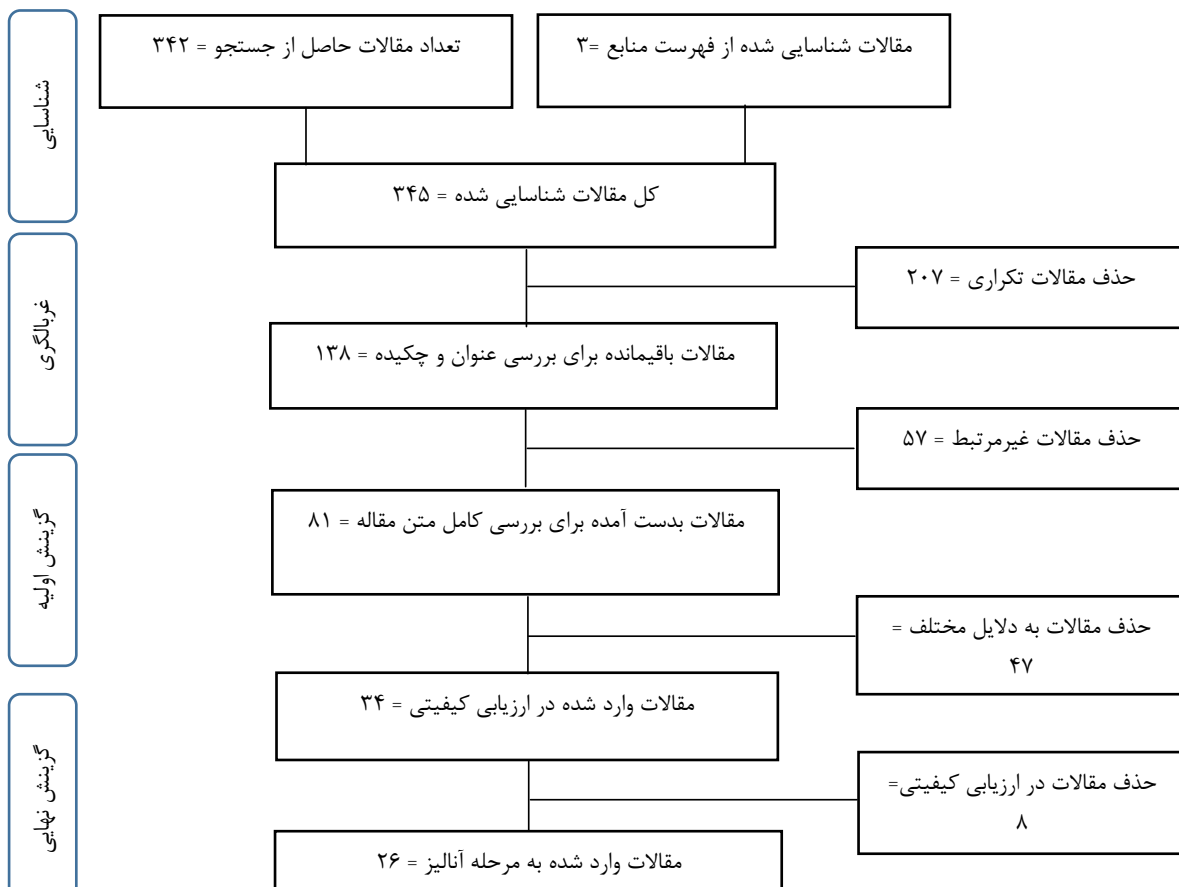 شناسایی
تعداد مقالات حاصل از جستجو = ۳۴۲
مقالات شناسایی شده از فهرست منابع =۳
کل مقالات شناسایی شده = ۳۴۵
غربالگری
حذف مقالات تکراری = ۲۰۷
مقالات باقیمانده برای بررسی عنوان و چکیده = ۱۳۸
حذف مقالات غیرمرتبط = ۵۷
گزینش اولیه
مقالات بدست آمده برای بررسی کامل متن مقاله = ۸۱
حذف مقالات به دلایل مختلف =
۴۷
گزینش نهایی
مقالات وارد شده در ارزیابی کیفیتی = ۳۴
حذف مقالات در ارزیابی کیفیتی=
۸
مقالات وارد شده به مرحله آنالیز = ۲۶